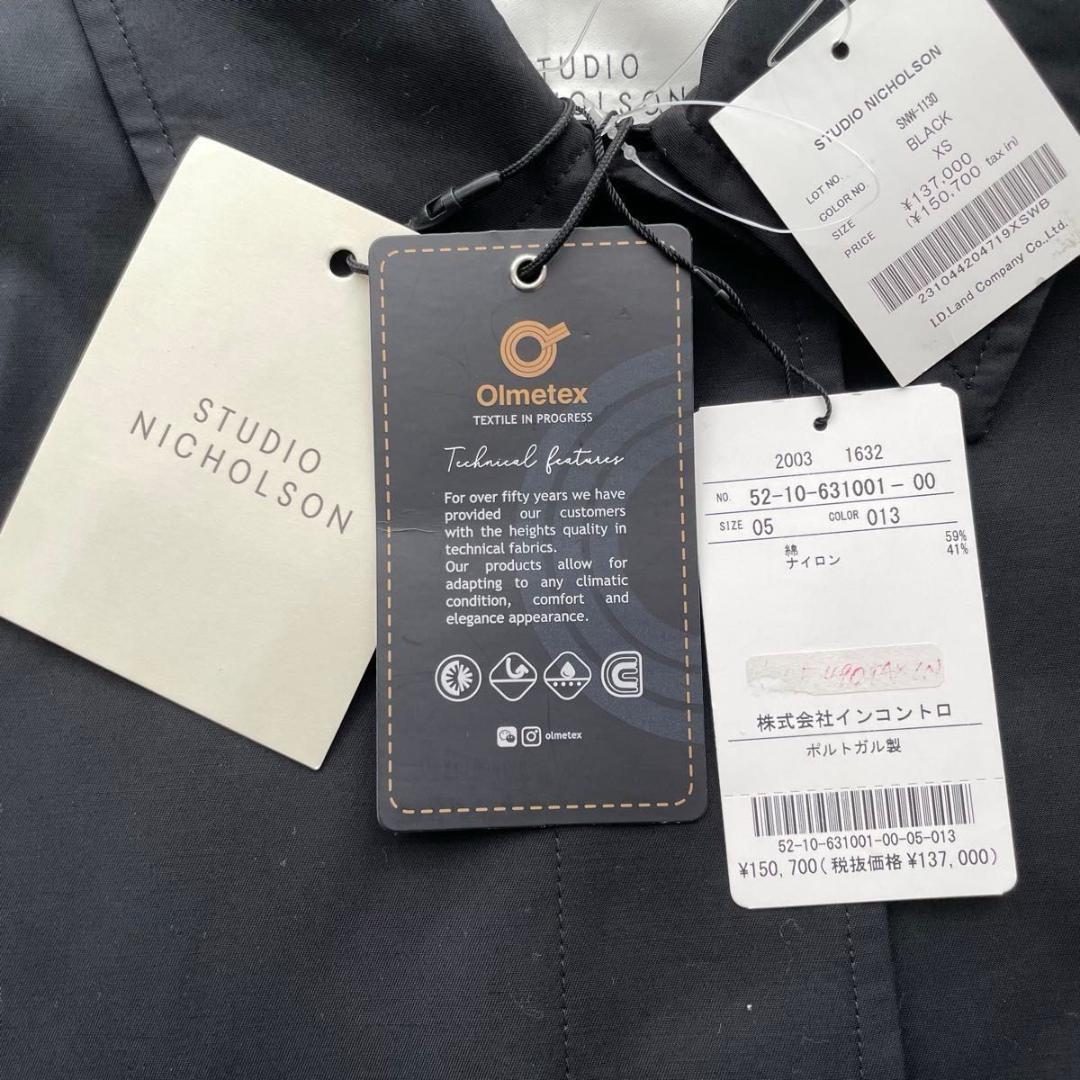 STUDIO
NICHOLSON
STUDIO
NICHOLSON
Olmetex
TEXTILE IN PROGRESS
Technical features
For over fifty years we have
provided our customers
with the heights quality in
technical fabrics.
Our products allow for
adapting to any climatic
condition, comfort and
elegance appearance.
olmetex
STUDIO NICHOLSON
LOT NO. SNW-1130
COLOR NO BLACK
SIZE XS
PRICE ¥137,000
(¥150,700 tax in)
231044204719XSWB
I.D.Land Company Co.,Ltd.
2003 1632
NO. 52-10-631001-00
SIZE 05 COLOR 013
綿 59%
ナイロン 41%
株式会社インコントロ
ポルトガル製
52-10-631001-00-05-013
¥150,700(税抜価格 ¥137,000)